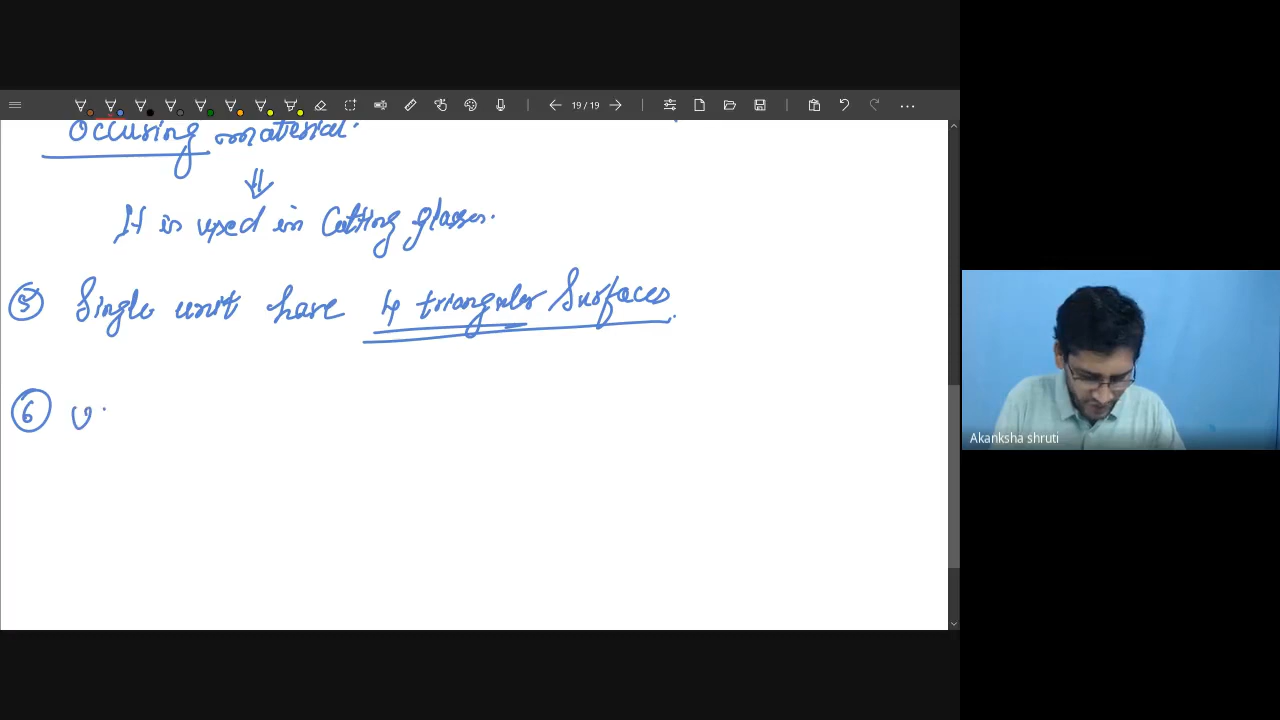 19 / 19
Occuring material.
⇓
It is used in Cutting glasses.
⑤ Single unit have 4 triangular Surfaces.
⑥ U
Akanksha shruti